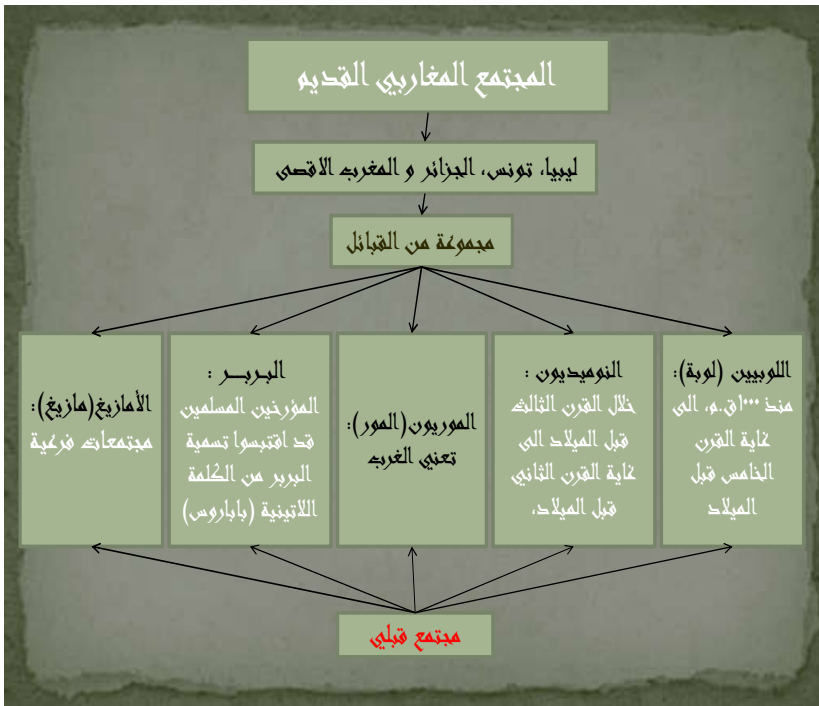 المجتمع المغاربي القديم
ليبيا، تونس، الجزائر و المغرب الاقصى
مجموعة من القبائل
اللوبيين (لوبة):
منذ ١٠٠٠ق.م، الى
غاية القرن
الخامس قبل
الميلاد
النوميديون :
خلال القرن الثالث
قبل الميلاد الى
غاية القرن الثاني
قبل الميلاد،
الموريون(المور):
تعني الغرب
البربــر :
المؤرخين المسلمين
قد اقتبسوا تسمية
البربر من الكلمة
اللاتينية (باباروس)
الأمازيغ(مازيغ):
مجتمعات فرعية
مجتمع قبلي